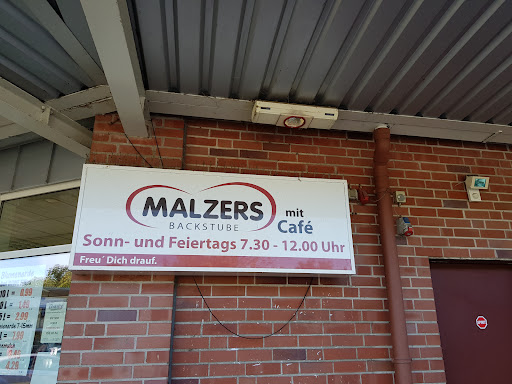 MALZERS
BACKSTUBE
mit
Café
Sonn- und Feiertags 7.30 - 12.00 Uhr
Freu´ Dich drauf.